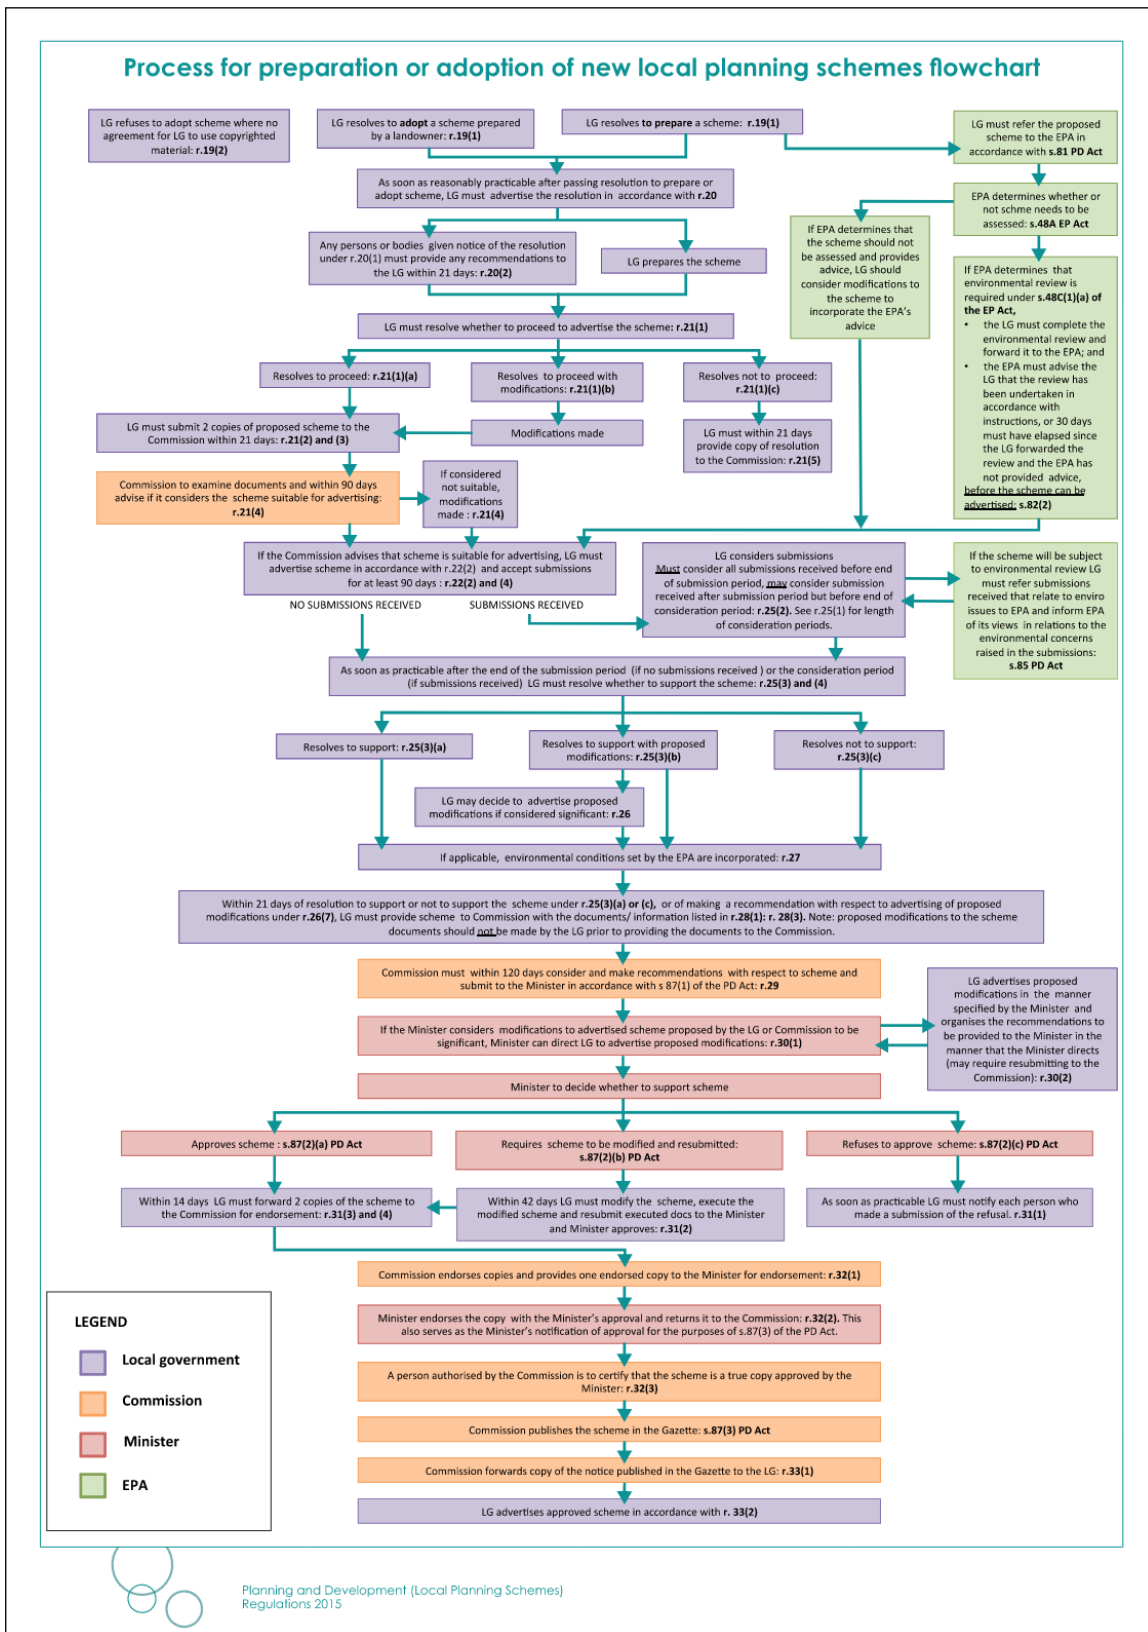 Process for preparation or adoption of new local planning schemes flowchart
LG refuses to adopt scheme where no
agreement for LG to use copyrighted
material: r.19(2)
LG resolves to adopt a scheme prepared
by a landowner: r.19(1)
LG resolves to prepare a scheme: r.19(1)
LG must refer the proposed
scheme to the EPA in
accordance with s.81 PD Act
As soon as reasonably practicable after passing resolution to prepare or
adopt scheme, LG must advertise the resolution in accordance with r.20
EPA determines whether or
not schme needs to be
assessed: s.48A EP Act
Any persons or bodies given notice of the resolution
under r.20(1) must provide any recommendations to
the LG within 21 days: r.20(2)
LG prepares the scheme
If EPA determines that
the scheme should not
be assessed and provides
advice, LG should
consider modifications to
the scheme to
incorporate the EPA's
advice
If EPA determines that
environmental review is
required under s.48C(1)(a) of
the EP Act,
• the LG must complete the
environmental review and
forward it to the EPA; and
• the EPA must advise the
LG that the review has
been undertaken in
accordance with
instructions, or 30 days
must have elapsed since
the LG forwarded the
review and the EPA has
not provided advice,
before the scheme can be
advertised: s.82(2)
LG must resolve whether to proceed to advertise the scheme: r.21(1)
Resolves to proceed: r.21(1)(a)
Resolves to proceed with
modifications: r.21(1)(b)
Resolves not to proceed:
r.21(1)(c)
LG must submit 2 copies of proposed scheme to the
Commission within 21 days: r.21(2) and (3)
Modifications made
LG must within 21 days
provide copy of resolution
to the Commission: r.21(5)
Commission to examine documents and within 90 days
advise if it considers the scheme suitable for advertising:
r.21(4)
If considered
not suitable,
modifications
made : r.21(4)
If the Commission advises that scheme is suitable for advertising, LG must
advertise scheme in accordance with r.22(2) and accept submissions
for at least 90 days : r.22(2) and (4)
NO SUBMISSIONS RECEIVED
SUBMISSIONS RECEIVED
LG considers submissions
Must consider all submissions received before end
of submission period, may consider submission
received after submission period but before end of
consideration period: r.25(2). See r.25(1) for length
of consideration periods.
If the scheme will be subject
to environmental review LG
must refer submissions
received that relate to enviro
issues to EPA and inform EPA
of its views in relations to the
environmental concerns
raised in the submissions:
s.85 PD Act
As soon as practicable after the end of the submission period (if no submissions received ) or the consideration period
(if submissions received) LG must resolve whether to support the scheme: r.25(3) and (4)
Resolves to support: r.25(3)(a)
Resolves to support with proposed
modifications: r.25(3)(b)
Resolves not to support:
r.25(3)(c)
LG may decide to advertise proposed
modifications if considered significant: r.26
If applicable, environmental conditions set by the EPA are incorporated: r.27
Within 21 days of resolution to support or not to support the scheme under r.25(3)(a) or (c), or of making a recommendation with respect to advertising of proposed
modifications under r.26(7), LG must provide scheme to Commission with the documents/ information listed in r.28(1): r. 28(3). Note: proposed modifications to the scheme
documents should not be made by the LG prior to providing the documents to the Commission.
Commission must within 120 days consider and make recommendations with respect to scheme and
submit to the Minister in accordance with s 87(1) of the PD Act: r.29
If the Minister considers modifications to advertised scheme proposed by the LG or Commission to be
significant, Minister can direct LG to advertise proposed modifications: r.30(1)
LG advertises proposed
modifications in the manner
specified by the Minister and
organises the recommendations to
be provided to the Minister in the
manner that the Minister directs
(may require resubmitting to the
Commission): r.30(2)
Minister to decide whether to support scheme
Approves scheme : s.87(2)(a) PD Act
Requires scheme to be modified and resubmitted:
s.87(2)(b) PD Act
Refuses to approve scheme: s.87(2)(c) PD Act
Within 14 days LG must forward 2 copies of the scheme to
the Commission for endorsement: r.31(3) and (4)
Within 42 days LG must modify the scheme, execute the
modified scheme and resubmit executed docs to the Minister
and Minister approves: r.31(2)
As soon as practicable LG must notify each person who
made a submission of the refusal. r.31(1)
Commission endorses copies and provides one endorsed copy to the Minister for endorsement: r.32(1)
Minister endorses the copy with the Minister's approval and returns it to the Commission: r.32(2). This
also serves as the Minister's notification of approval for the purposes of s.87(3) of the PD Act.
A person authorised by the Commission is to certify that the scheme is a true copy approved by the
Minister: r.32(3)
Commission publishes the scheme in the Gazette: s.87(3) PD Act
Commission forwards copy of the notice published in the Gazette to the LG: r.33(1)
LG advertises approved scheme in accordance with r. 33(2)
LEGEND
Local government
Commission
Minister
EPA
Planning and Development (Local Planning Schemes)
Regulations 2015